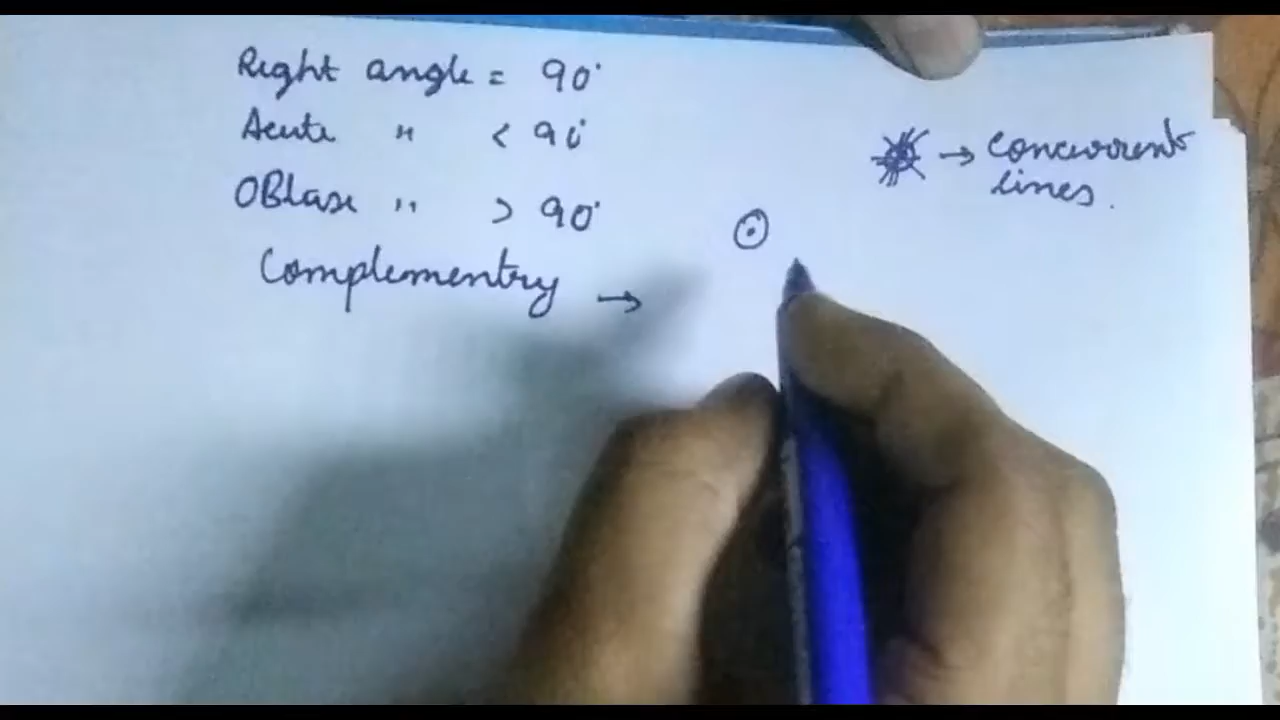 Right angle = 90°
Acute " < 90°
OBlase " > 90°
Complementry →
→ concurrent
lines.